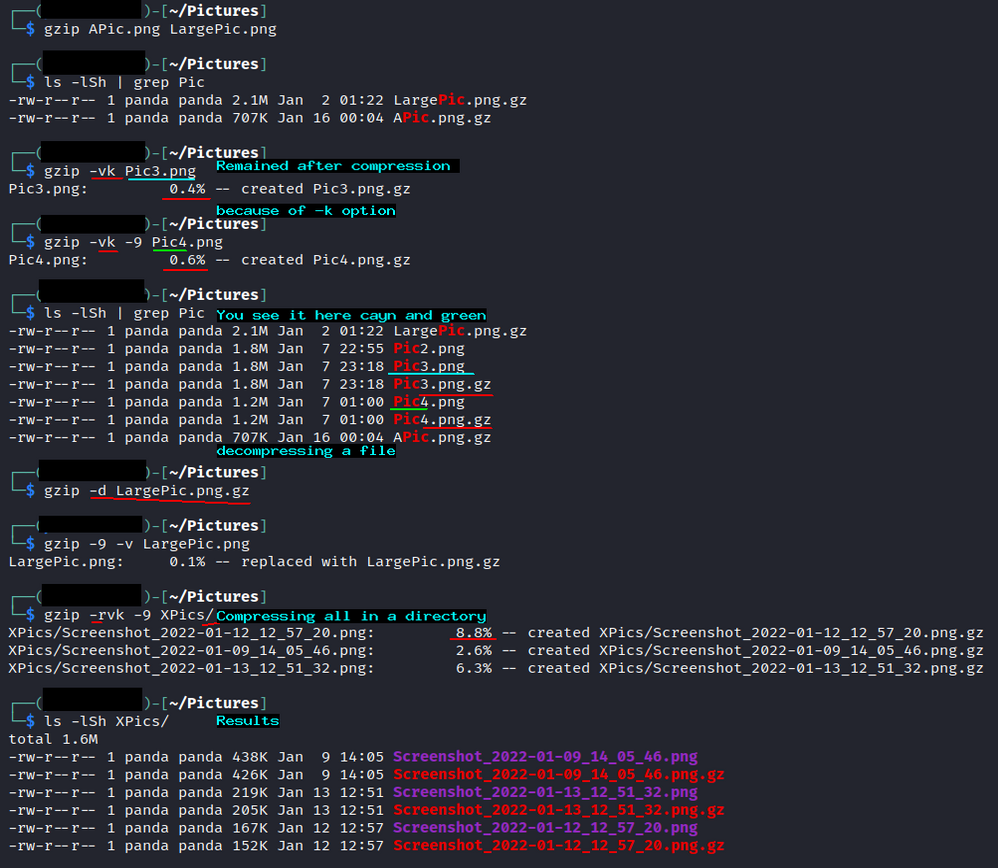 ┌──( )-[~/Pictures]
└─$ gzip APic.png LargePic.png
┌──( )-[~/Pictures]
└─$ ls -lSh | grep Pic
-rw-r--r-- 1 panda panda 2.1M Jan  2 01:22 LargePic.png.gz
-rw-r--r-- 1 panda panda 707K Jan 16 00:04 APic.png.gz
┌──( )-[~/Pictures]
└─$ gzip -vk Pic3.png Remained after compression
Pic3.png: 0.4% -- created Pic3.png.gz
because of -k option
┌──( )-[~/Pictures]
└─$ gzip -vk -9 Pic4.png
Pic4.png: 0.6% -- created Pic4.png.gz
┌──( )-[~/Pictures]
└─$ ls -lSh | grep Pic You see it here cayn and green
-rw-r--r-- 1 panda panda 2.1M Jan  2 01:22 LargePic.png.gz
-rw-r--r-- 1 panda panda 1.8M Jan  7 22:55 Pic2.png
-rw-r--r-- 1 panda panda 1.8M Jan  7 23:18 Pic3.png
-rw-r--r-- 1 panda panda 1.8M Jan  7 23:18 Pic3.png.gz
-rw-r--r-- 1 panda panda 1.2M Jan  7 01:00 Pic4.png
-rw-r--r-- 1 panda panda 1.2M Jan  7 01:00 Pic4.png.gz
-rw-r--r-- 1 panda panda 707K Jan 16 00:04 APic.png.gz
decompressing a file
┌──( )-[~/Pictures]
└─$ gzip -d LargePic.png.gz
┌──( )-[~/Pictures]
└─$ gzip -9 -v LargePic.png
LargePic.png: 0.1% -- replaced with LargePic.png.gz
┌──( )-[~/Pictures]
└─$ gzip -rvk -9 XPics/ Compressing all in a directory
XPics/Screenshot_2022-01-12_12_57_20.png: 8.8% -- created XPics/Screenshot_2022-01-12_12_57_20.png.gz
XPics/Screenshot_2022-01-09_14_05_46.png: 2.6% -- created XPics/Screenshot_2022-01-09_14_05_46.png.gz
XPics/Screenshot_2022-01-13_12_51_32.png: 6.3% -- created XPics/Screenshot_2022-01-13_12_51_32.png.gz
┌──( )-[~/Pictures]
└─$ ls -lSh XPics/ Results
total 1.6M
-rw-r--r-- 1 panda panda 438K Jan  9 14:05 Screenshot_2022-01-09_14_05_46.png
-rw-r--r-- 1 panda panda 426K Jan  9 14:05 Screenshot_2022-01-09_14_05_46.png.gz
-rw-r--r-- 1 panda panda 219K Jan 13 12:51 Screenshot_2022-01-13_12_51_32.png
-rw-r--r-- 1 panda panda 205K Jan 13 12:51 Screenshot_2022-01-13_12_51_32.png.gz
-rw-r--r-- 1 panda panda 167K Jan 12 12:57 Screenshot_2022-01-12_12_57_20.png
-rw-r--r-- 1 panda panda 152K Jan 12 12:57 Screenshot_2022-01-12_12_57_20.png.gz